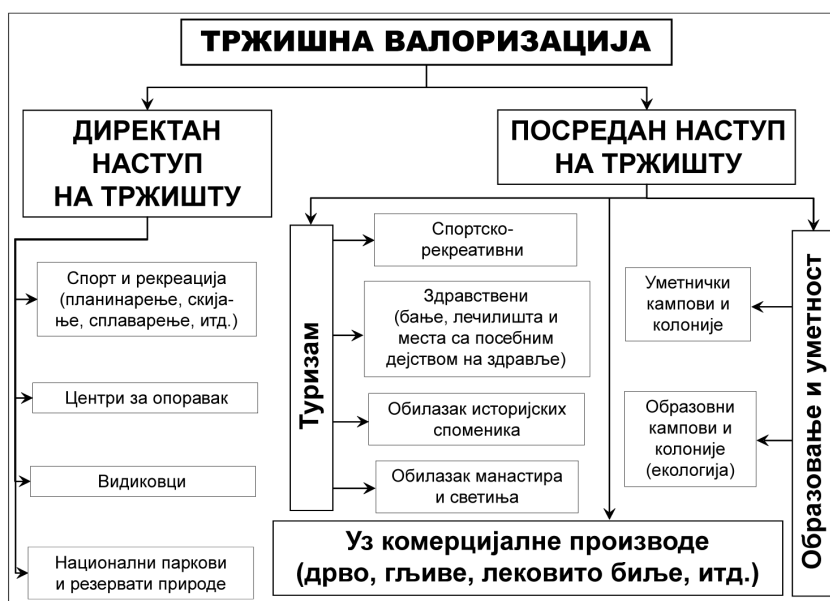 ТРЖИШНА ВАЛОРИЗАЦИЈА
ДИРЕКТАН
НАСТУП
НА ТРЖИШТУ
Спорт и рекреација
(планинарење, скија-
ње, сплаварење, итд.)
Центри за опоравак
Видиковци
Национални паркови
и резервати природе
ПОСРЕДАН НАСТУП
НА ТРЖИШТУ
Туризам
Спортско-
рекреативни
Здравствени
(бање, лечилишта и
места са посебним
дејством на здравље)
Обилазак историјских
споменика
Обилазак манастира
и светиња
Уз комерцијалне производе
(дрво, гљиве, лековито биље, итд.)
Образовање и уметност
Уметнички
кампови и
колоније
Образовни
кампови и
колоније
(екологија)